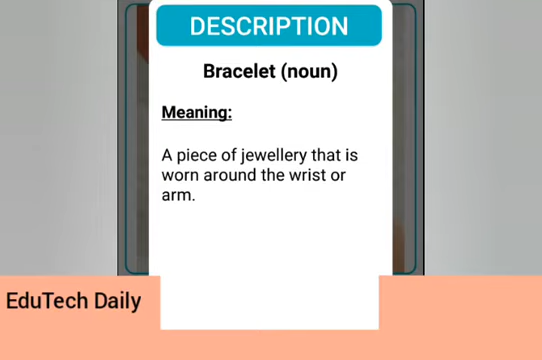 DESCRIPTION
Bracelet (noun)
Meaning:
A piece of jewellery that is
worn around the wrist or
arm.
EduTech Daily